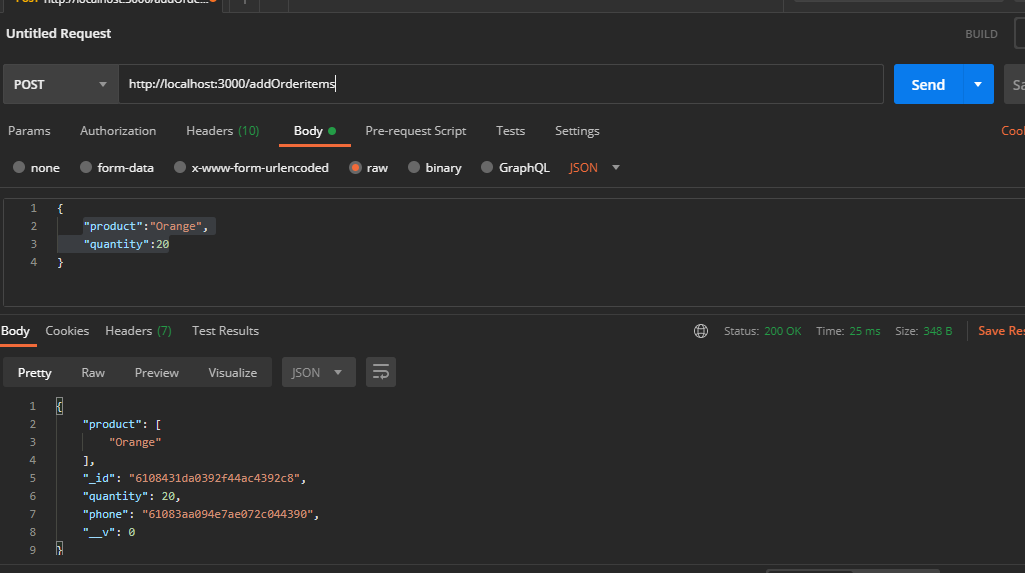 POST http://localhost:3000/addOrde...
Untitled Request BUILD
POST http://localhost:3000/addOrderitems Send
Params Authorization Headers (10) Body Pre-request Script Tests Settings
none form-data x-www-form-urlencoded raw binary GraphQL JSON
1 {
2 "product":"Orange",
3 "quantity":20
4 }
Body Cookies Headers (7) Test Results Status: 200 OK Time: 25 ms Size: 348 B Save
Pretty Raw Preview Visualize JSON
1 {
2 "product": [
3 "Orange"
4 ],
5 "_id": "6108431da0392f44ac4392c8",
6 "quantity": 20,
7 "phone": "61083aa094e7ae072c044390",
8 "__v": 0
9 }